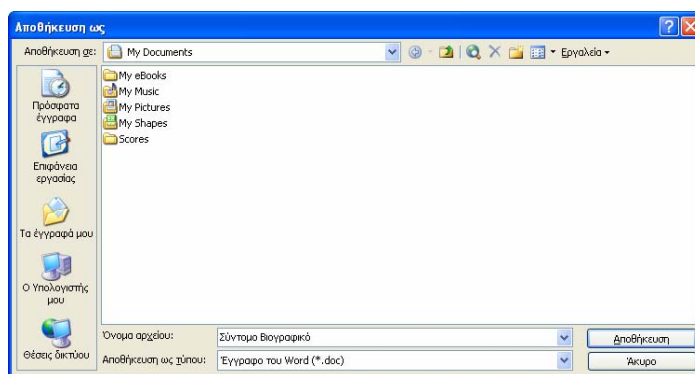 Αποθήκευση ως
Αποθήκευση σε: My Documents Εργαλεία
My eBooks
My Music
My Pictures
My Shapes
Scores
Πρόσφατα
έγγραφα
Επιφάνεια
εργασίας
Τα έγγραφά μου
Ο Υπολογιστής
μου
Θέσεις δικτύου
Όνομα αρχείου: Σύντομο Βιογραφικό Αποθήκευση
Αποθήκευση ως τύπου: Έγγραφο του Word (*.doc) Άκυρο